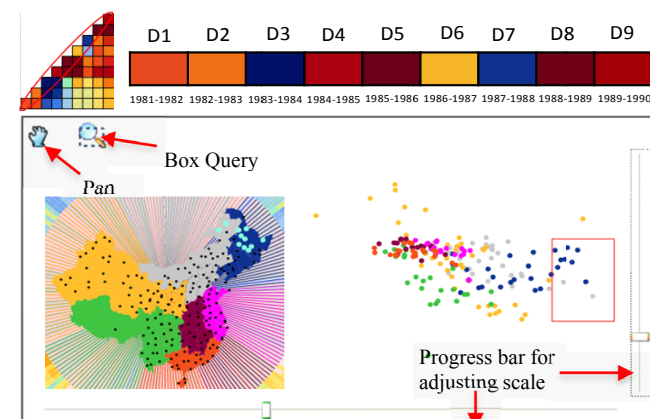 D1 D2 D3 D4 D5 D6 D7 D8 D9
1981-1982 1982-1983 1983-1984 1984-1985 1985-1986 1986-1987 1987-1988 1988-1989 1989-1990
Box Query
Pan
Progress bar for
adjusting scale